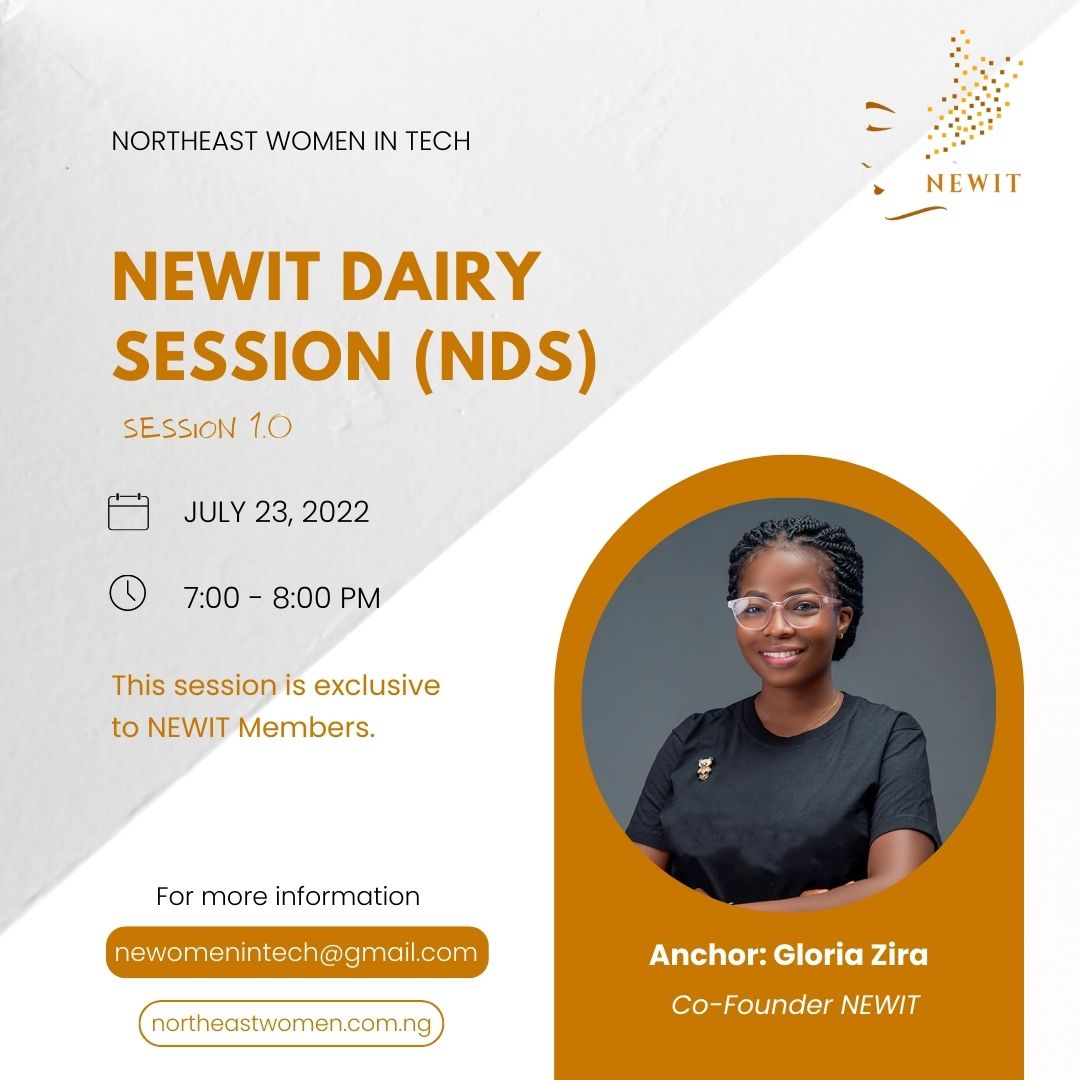 NORTHEAST WOMEN IN TECH
NEWIT
NEWIT DAIRY
SESSION (NDS)
SESSION 1.0
JULY 23, 2022
7:00 - 8:00 PM
This session is exclusive
to NEWIT Members.
For more information
newomenintech@gmail.com
northeastwomen.com.ng
Anchor: Gloria Zira
Co-Founder NEWIT